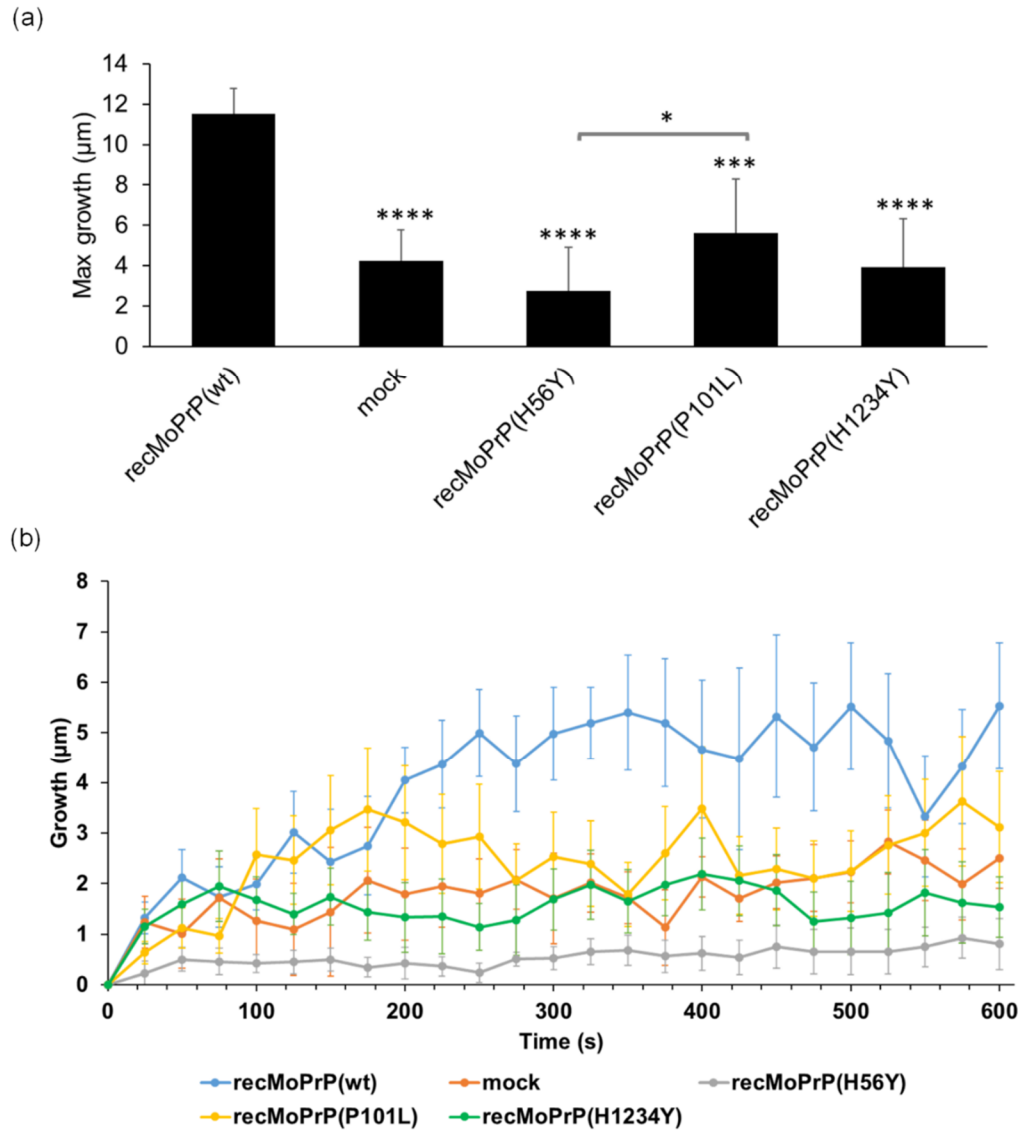 (a)
Max growth (µm)
14
12
10
8
6
4
2
0
****
****
*
***
****
recMoPrP(wt)
mock
recMoPrP(H56Y)
recMoPrP(P101L)
recMoPrP(H1234Y)
(b)
Growth (µm)
8
7
6
5
4
3
2
1
0
0 100 200 300 400 500 600
Time (s)
recMoPrP(wt) mock recMoPrP(H56Y)
recMoPrP(P101L) recMoPrP(H1234Y)